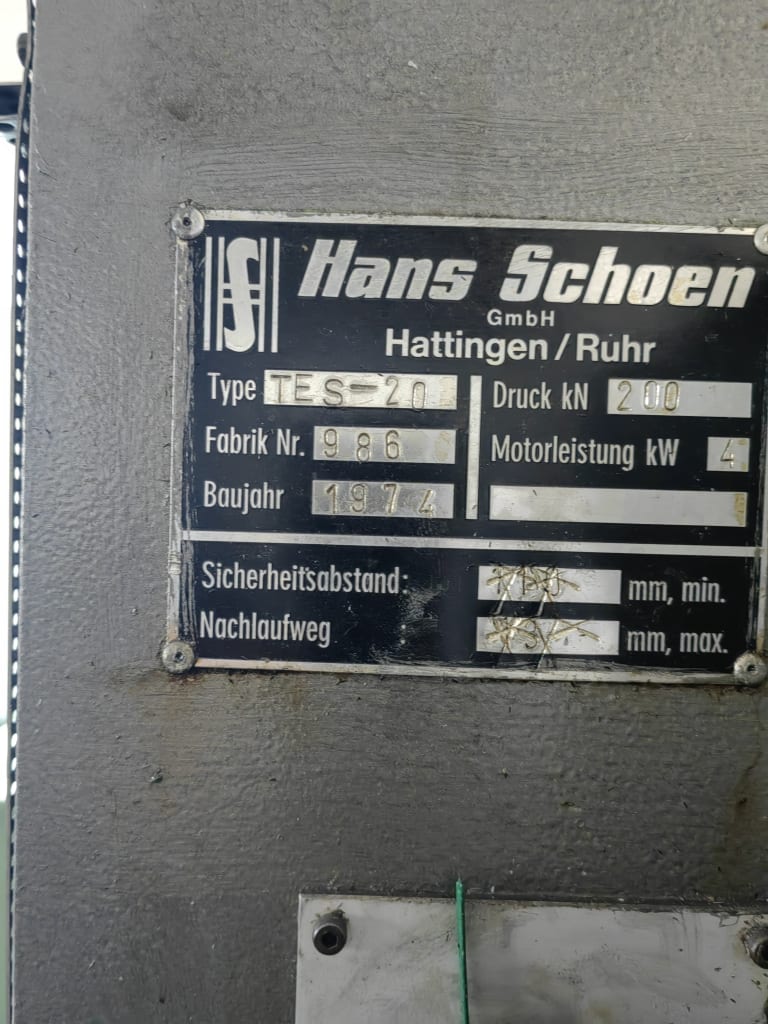 Hans Schoen
GmbH
Hattingen / Ruhr
Type TES-20 Druck kN 200
Fabrik Nr. 986 Motorleistung kW 4
Baujahr 1974
Sicherheitsabstand: mm, min.
Nachlaufweg : mm, max.